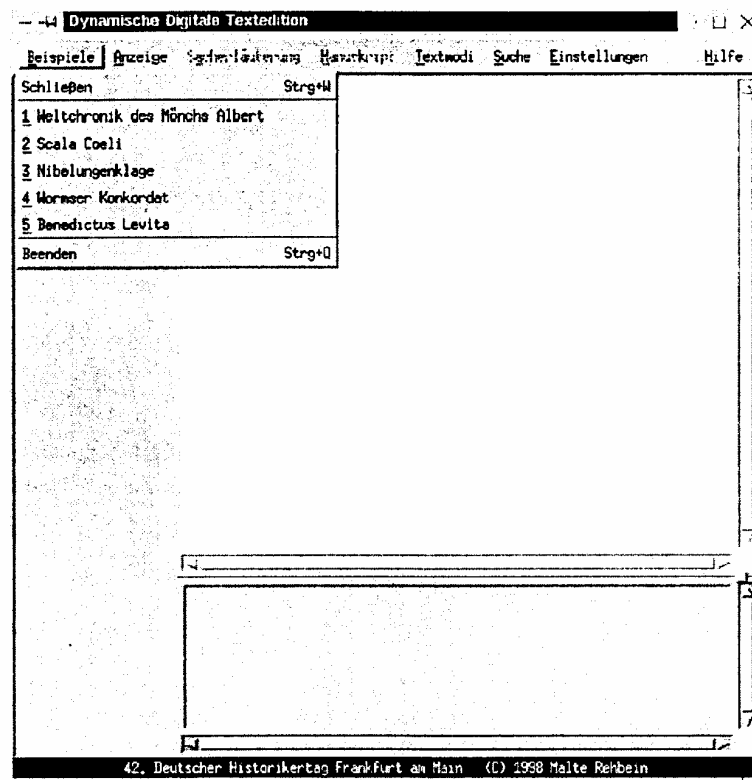 Dynamische Digitale Textedition
Beispiele Anzeige Sacherläuterung Manuskript Textmodi Suche Einstellungen Hilfe
Schließen Strg+W
1 Weltchronik des Mönchs Albert
2 Scala Coeli
3 Nibelungenklage
4 Wormser Konkordat
5 Benedictus Levita
Beenden Strg+Q
42. Deutscher Historikertag Frankfurt am Main (C) 1998 Malte Rehbein